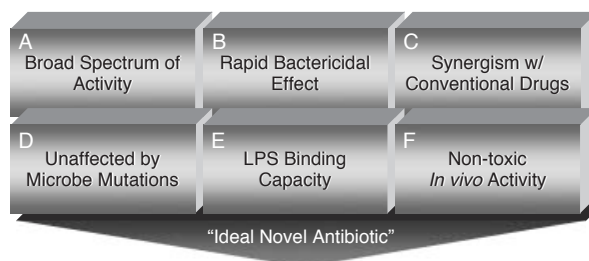 A
Broad Spectrum of
Activity
B
Rapid Bactericidal
Effect
C
Synergism w/
Conventional Drugs
D
Unaffected by
Microbe Mutations
E
LPS Binding
Capacity
F
Non-toxic
In vivo Activity
“Ideal Novel Antibiotic”